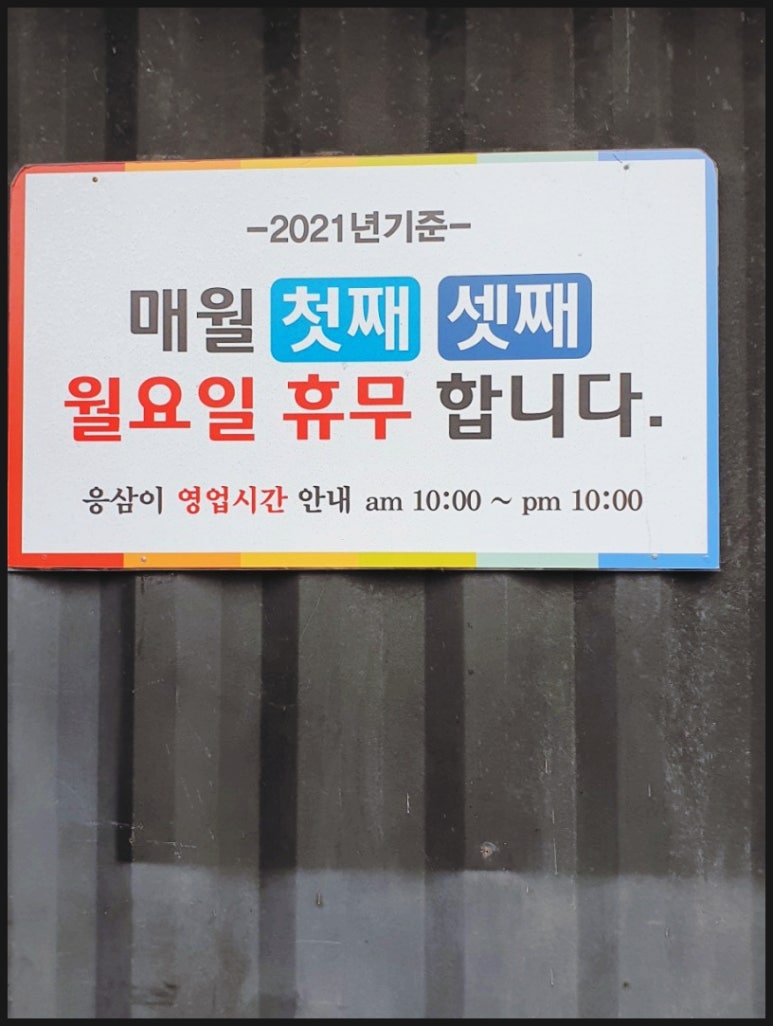 -2021년기준-
매월 첫째 셋째
월요일 휴무 합니다.
응삼이 영업시간 안내 am 10:00 ~ pm 10:00